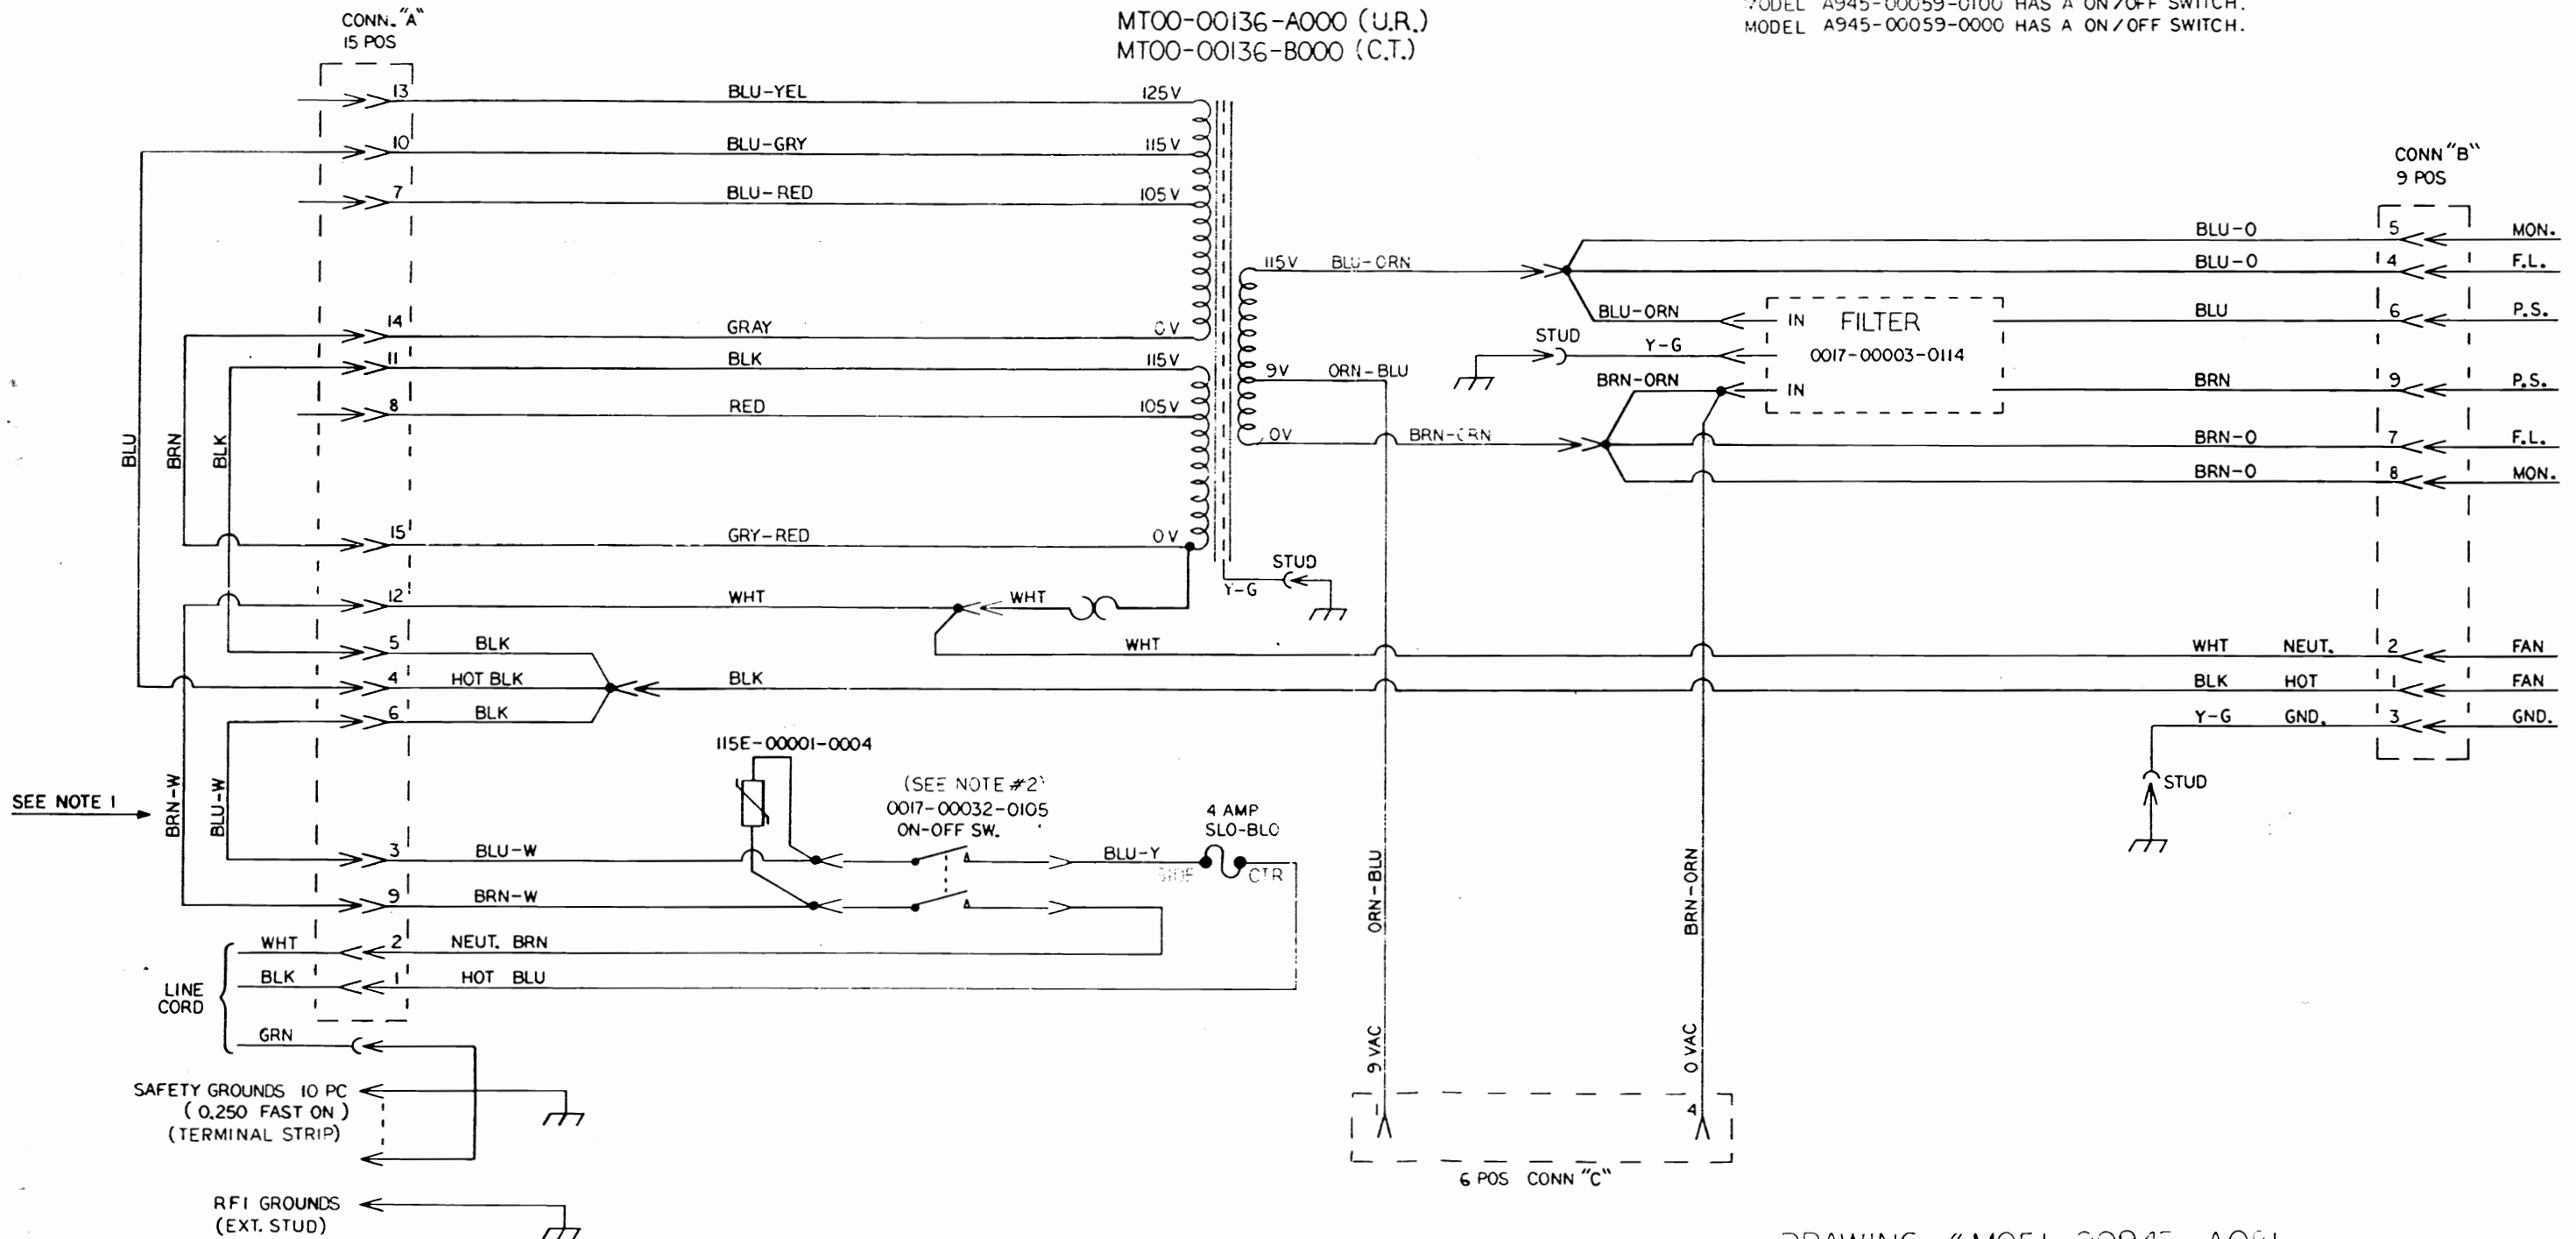 CONN. "A"
15 POS
MT00-00136-A000 (U.R.)
MT00-00136-B000 (C.T.)
MODEL A945-00059-0100 HAS A ON/OFF SWITCH.
MODEL A945-00059-0000 HAS A ON/OFF SWITCH.
13 BLU-YEL 125V
10 BLU-GRY 115V
7 BLU-RED 105V
14 GRAY 0V
11 BLK 115V
8 RED 105V
15 GRY-RED 0V
12 WHT WHT
5 BLK
4 HOT BLK BLK
6 BLK
BLU
BRN
BLK
BRN-W
BLU-W
SEE NOTE 1
STUD
Y-G
WHT
115V BLU-ORN
9V ORN-BLU
0V BRN-ORN
BLU-ORN IN FILTER
STUD Y-G 0017-00003-0114
BRN-ORN IN
CONN "B"
9 POS
BLU-O 5 MON.
BLU-O 4 F.L.
BLU 6 P.S.
BRN 9 P.S.
BRN-O 7 F.L.
BRN-O 8 MON.
WHT NEUT. 2 FAN
BLK HOT 1 FAN
Y-G GND. 3 GND.
STUD
115E-00001-0004
(SEE NOTE #2)
0017-00032-0105
ON-OFF SW.
4 AMP
SLO-BLO
3 BLU-W BLU-Y SIDE CTR
9 BRN-W
WHT 2 NEUT. BRN
BLK 1 HOT BLU
LINE
CORD
GRN
SAFETY GROUNDS 10 PC
(0.250 FAST ON)
(TERMINAL STRIP)
RFI GROUNDS
(EXT. STUD)
ORN-BLU
BRN-ORN
9 VAC
0 VAC
1 4
6 POS CONN "C"
DRAWING